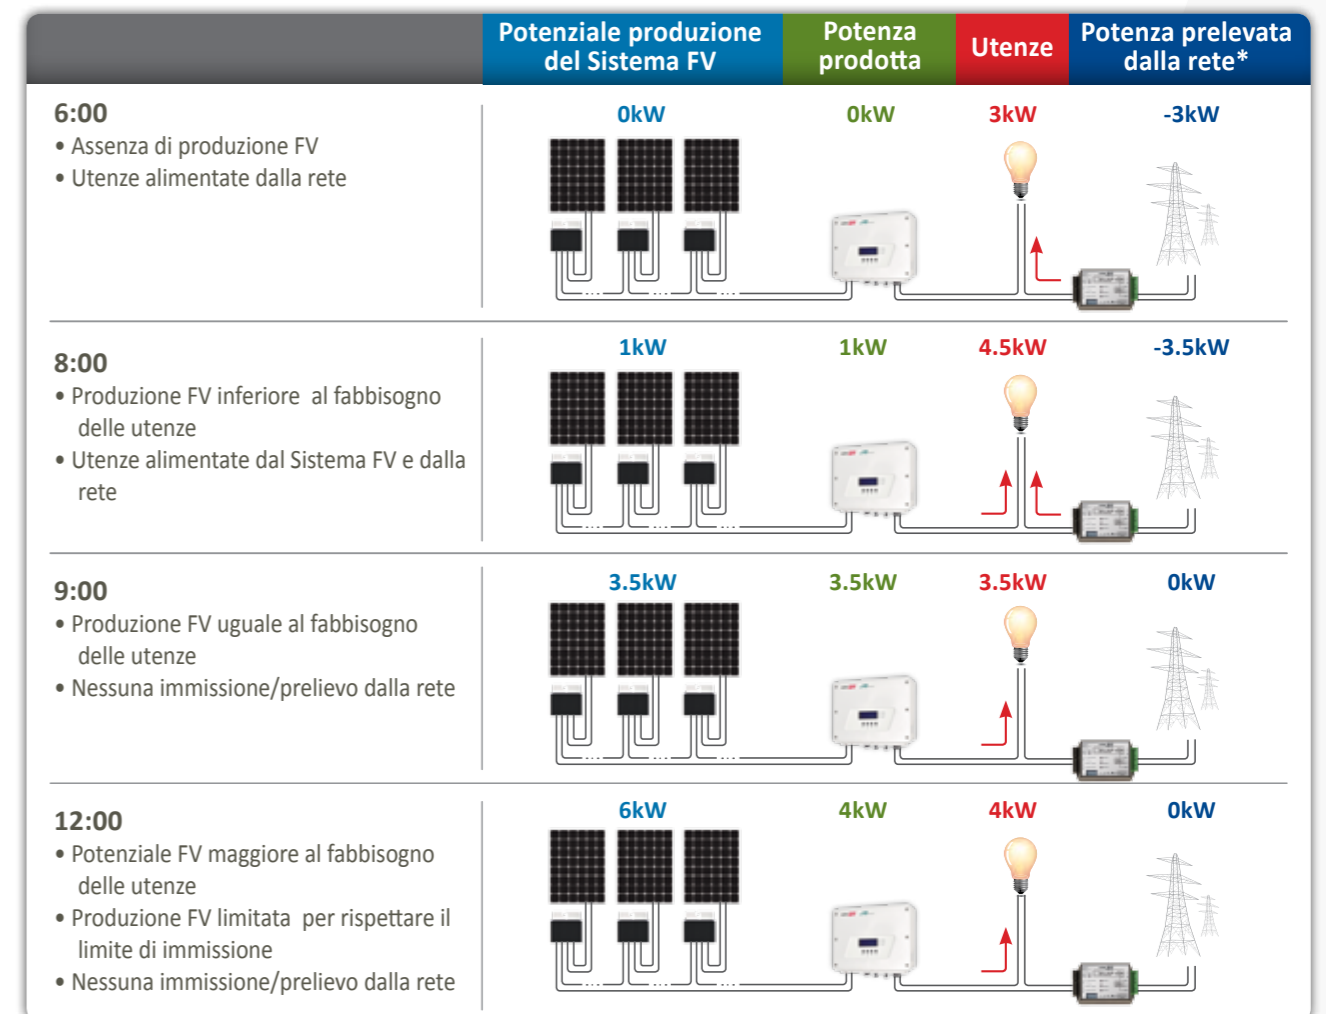 Potenziale produzione
del Sistema FV
Potenza
prodotta
Utenze
Potenza prelevata
dalla rete*
6:00
• Assenza di produzione FV
• Utenze alimentate dalla rete
0kW
0kW
3kW
-3kW
8:00
• Produzione FV inferiore al fabbisogno
delle utenze
• Utenze alimentate dal Sistema FV e dalla
rete
1kW
1kW
4.5kW
-3.5kW
9:00
• Produzione FV uguale al fabbisogno
delle utenze
• Nessuna immissione/prelievo dalla rete
3.5kW
3.5kW
3.5kW
0kW
12:00
• Potenziale FV maggiore al fabbisogno
delle utenze
• Produzione FV limitata per rispettare il
limite di immissione
• Nessuna immissione/prelievo dalla rete
6kW
4kW
4kW
0kW